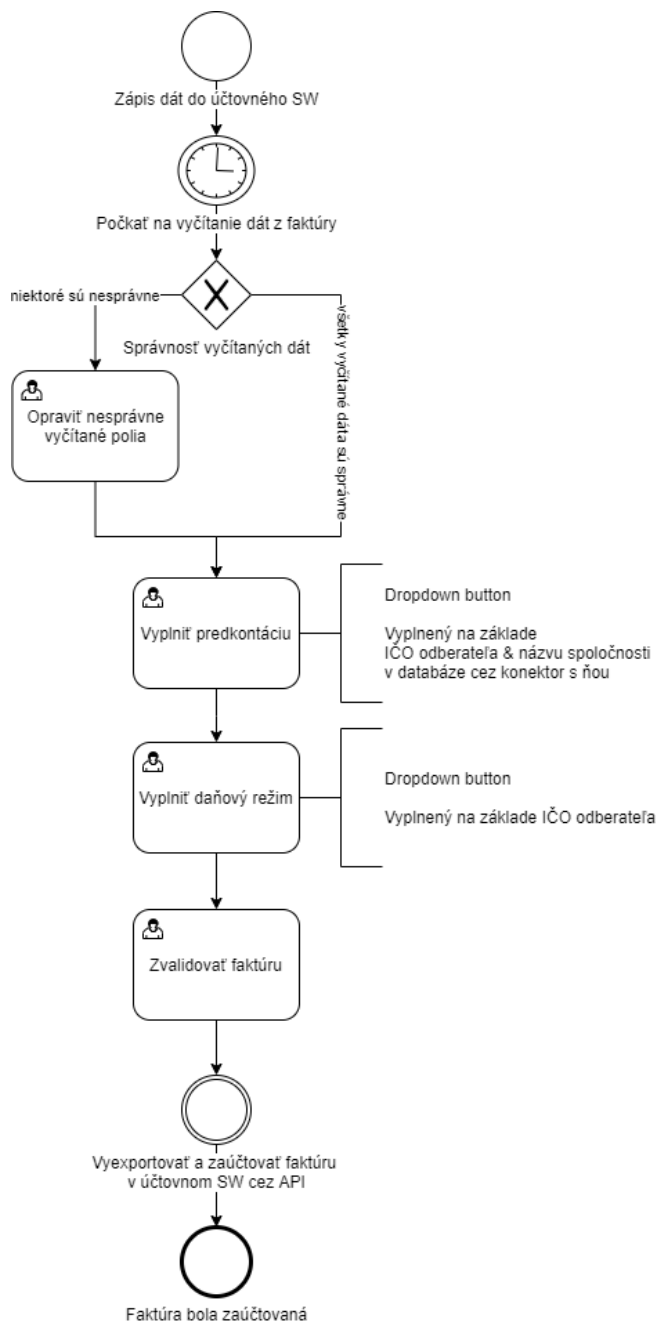 Zápis dát do účtovného SW
Počkať na vyčítanie dát z faktúry
niektoré sú nesprávne
Správnosť vyčítaných dát
všetky vyčítané dáta sú správne
Opraviť nesprávne
vyčítané polia
Vyplniť predkontáciu
Dropdown button
Vyplnený na základe
IČO odberateľa & názvu spoločnosti
v databáze cez konektor s ňou
Vyplniť daňový režim
Dropdown button
Vyplnený na základe IČO odberateľa
Zvalidovať faktúru
Vyexportovať a zaúčtovať faktúru
v účtovnom SW cez API
Faktúra bola zaúčtovaná